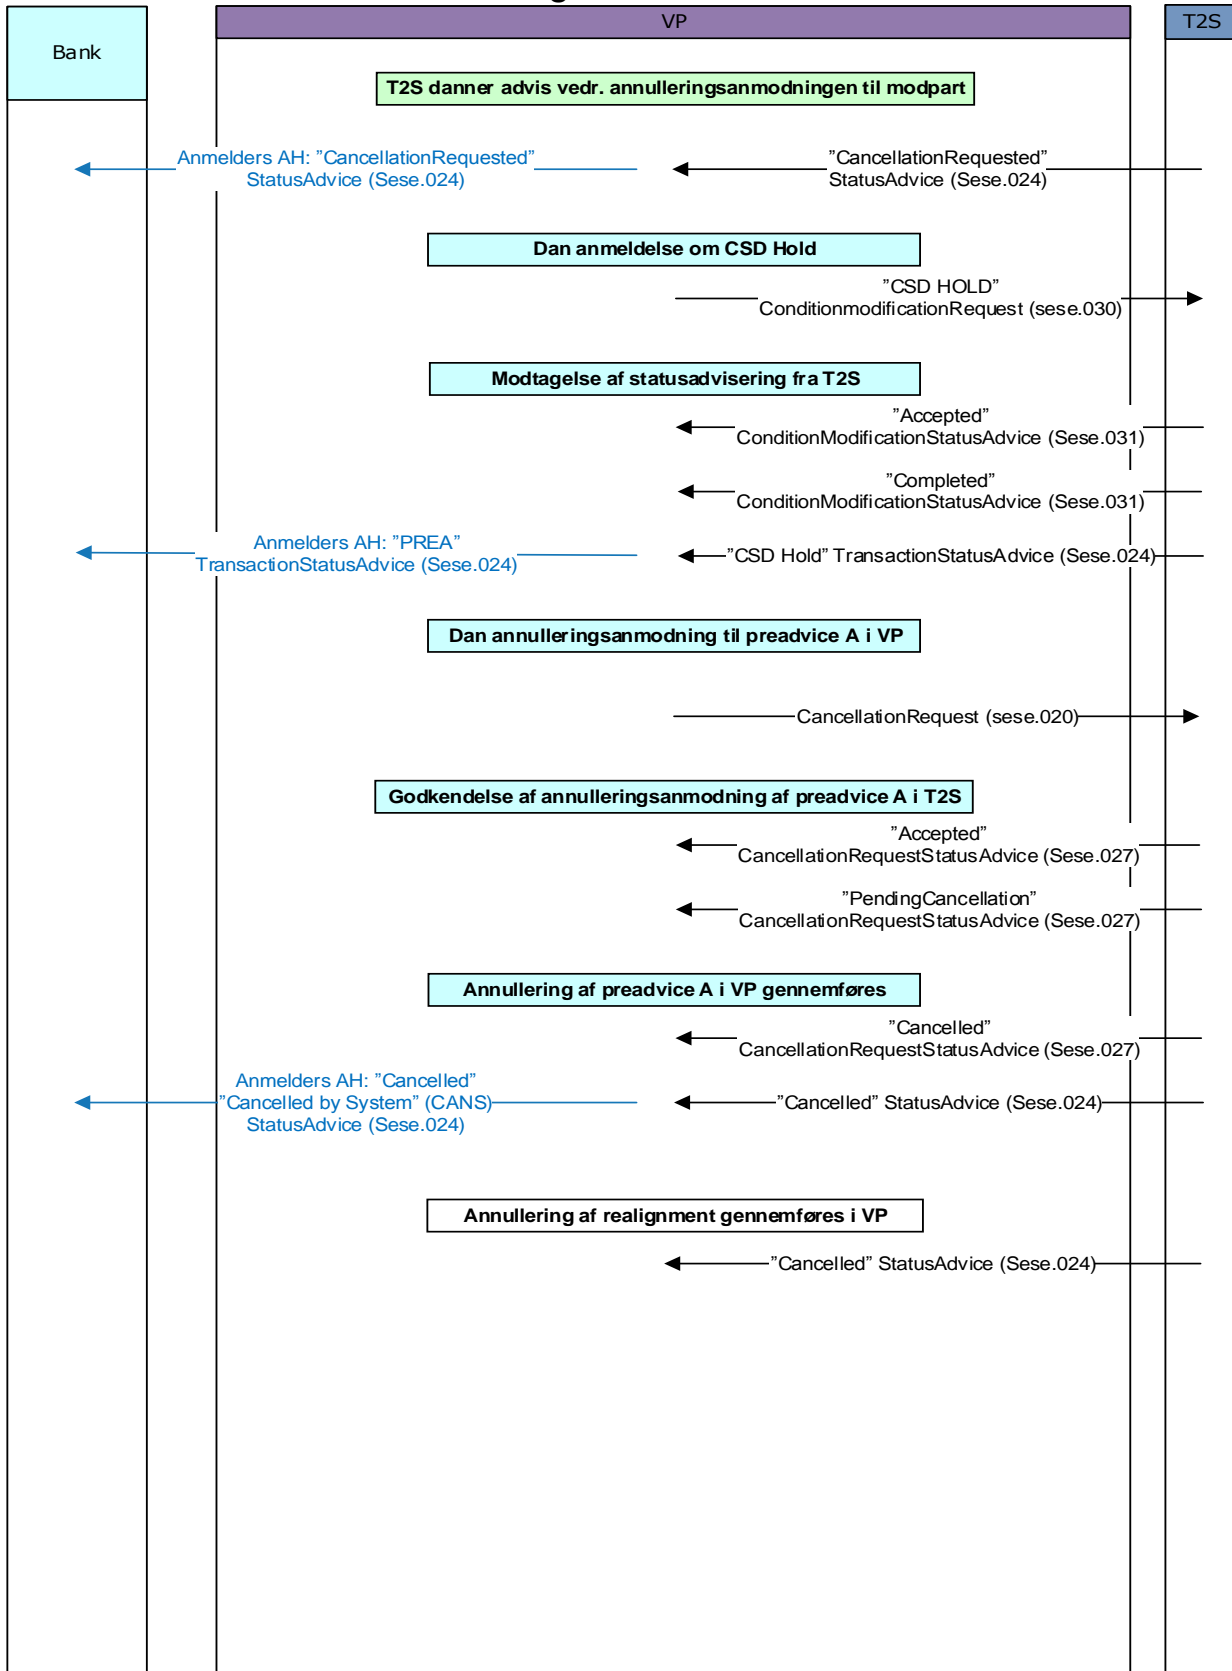 VP
T2S
Bank
T2S danner advis vedr. annulleringsanmodningen til modpart
Anmelders AH: ”CancellationRequested”
StatusAdvice (Sese.024)
”CancellationRequested”
StatusAdvice (Sese.024)
Dan anmeldelse om CSD Hold
”CSD HOLD”
ConditionmodificationRequest (sese.030)
Modtagelse af statusadvisering fra T2S
”Accepted”
ConditionModificationStatusAdvice (Sese.031)
”Completed”
ConditionModificationStatusAdvice (Sese.031)
Anmelders AH: ”PREA”
TransactionStatusAdvice (Sese.024)
”CSD Hold” TransactionStatusAdvice (Sese.024)
Dan annulleringsanmodning til preadvice A i VP
CancellationRequest (sese.020)
Godkendelse af annulleringsanmodning af preadvice A i T2S
”Accepted”
CancellationRequestStatusAdvice (Sese.027)
”PendingCancellation”
CancellationRequestStatusAdvice (Sese.027)
Annullering af preadvice A i VP gennemføres
”Cancelled”
CancellationRequestStatusAdvice (Sese.027)
Anmelders AH: ”Cancelled”
”Cancelled by System” (CANS)
StatusAdvice (Sese.024)
”Cancelled” StatusAdvice (Sese.024)
Annullering af realignment gennemføres i VP
”Cancelled” StatusAdvice (Sese.024)